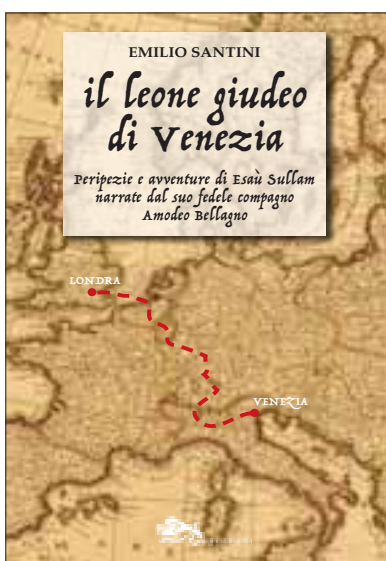 EMILIO SANTINI
il leone giudeo
di Venezia
Peripezie e avventure di Esaù Sullam
narrate dal suo fedele compagno
Amodeo Bellagno
LONDRA
VENEZIA